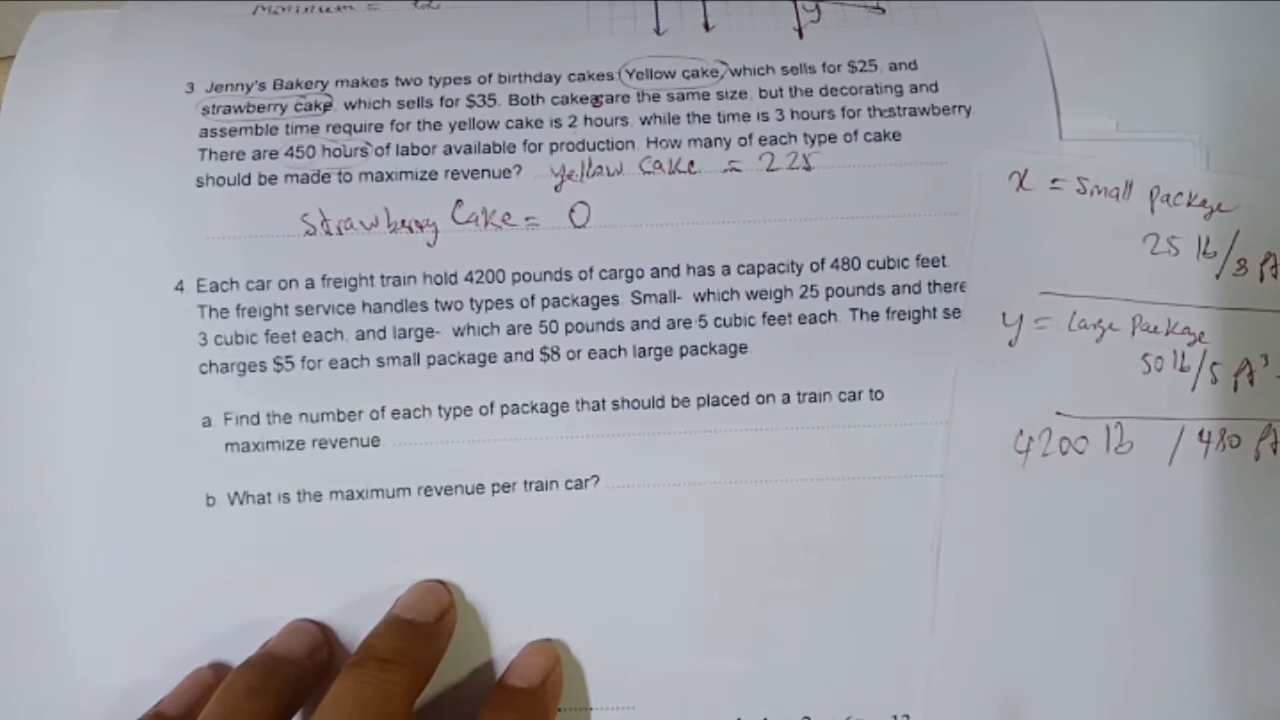 Minimum =
y
3. Jenny's Bakery makes two types of birthday cakes: Yellow cake, which sells for $25, and
strawberry cake, which sells for $35. Both cakes are the same size, but the decorating and
assemble time require for the yellow cake is 2 hours, while the time is 3 hours for the strawberry.
There are 450 hours of labor available for production. How many of each type of cake
should be made to maximize revenue? Yellow Cake = 225
Strawberry Cake = 0
4. Each car on a freight train hold 4200 pounds of cargo and has a capacity of 480 cubic feet.
The freight service handles two types of packages: Small- which weigh 25 pounds and there
3 cubic feet each, and large- which are 50 pounds and are 5 cubic feet each. The freight se
charges $5 for each small package and $8 or each large package.
a. Find the number of each type of package that should be placed on a train car to
maximize revenue.
b. What is the maximum revenue per train car?
x = Small package
25 lb/3 ft
y = Large Package
50 lb/5 ft³
4200 lb / 480 ft